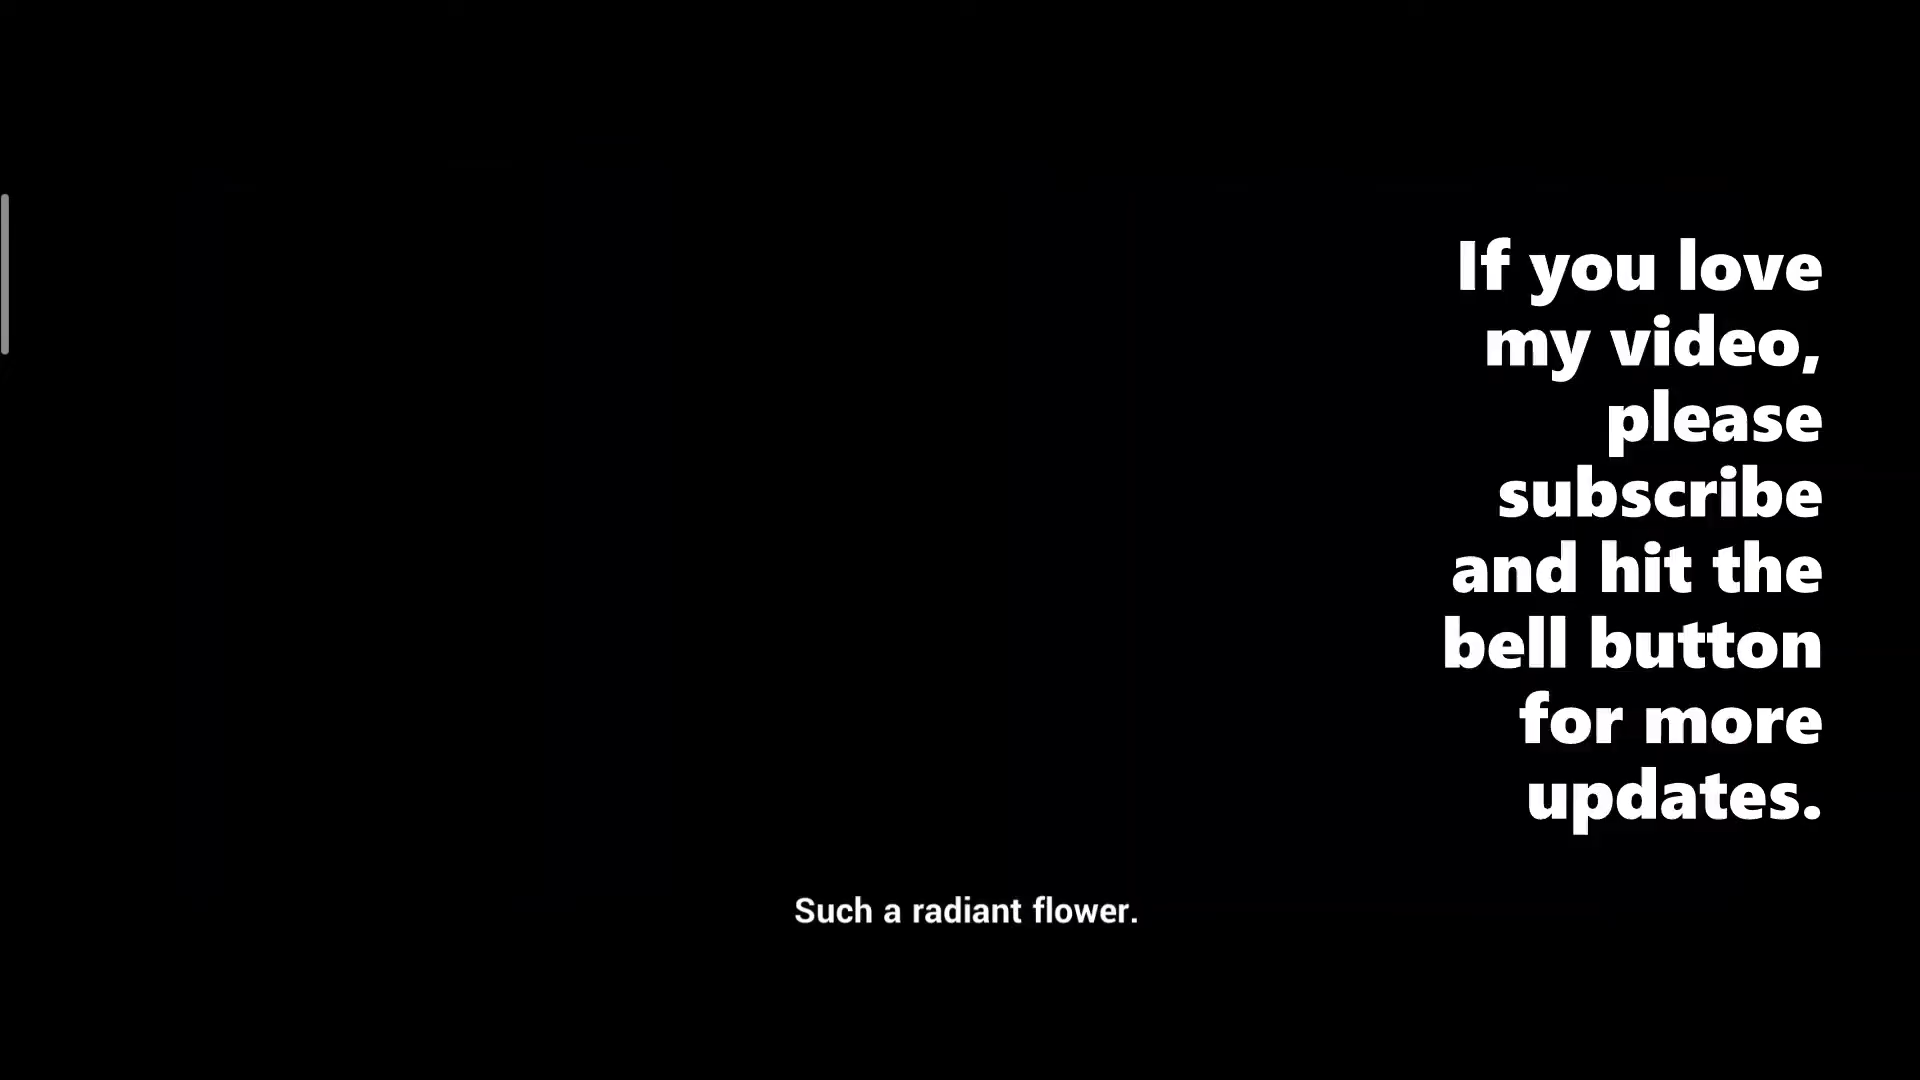 If you love
my video,
please
subscribe
and hit the
bell button
for more
updates.
Such a radiant flower.